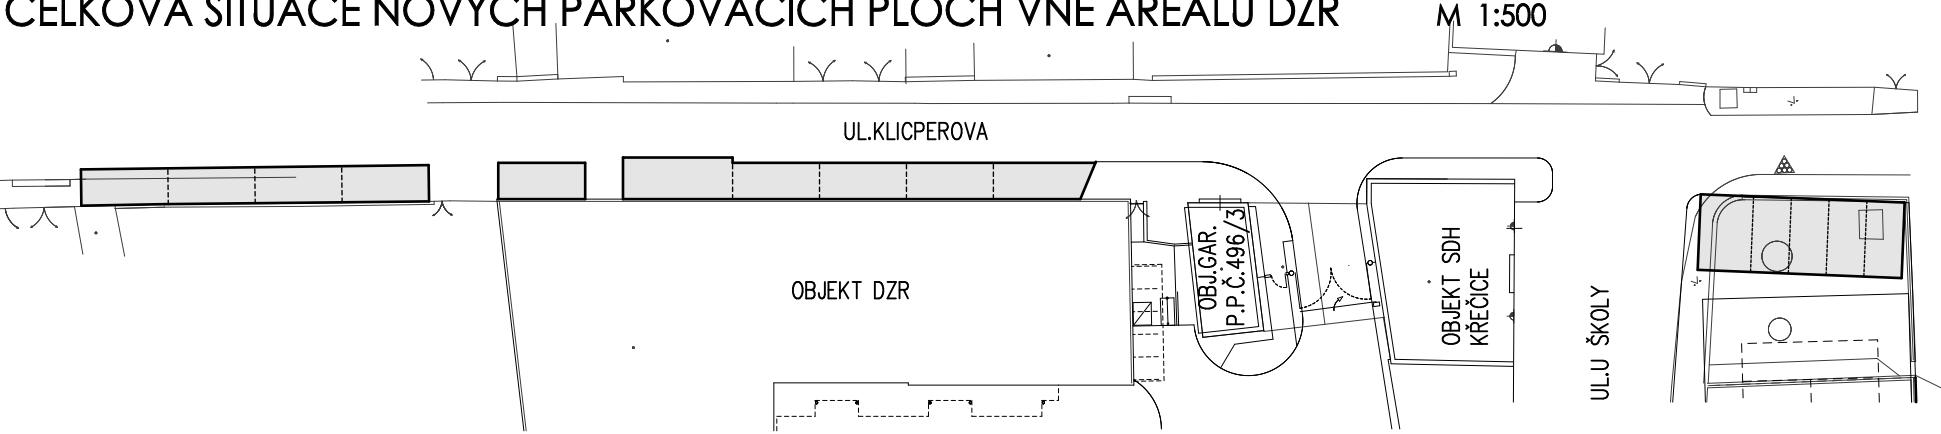 CELKOVÁ SITUACE NOVÝCH PARKOVACÍCH PLOCH VNĚ AREÁLU DZR M 1:500
UL.KLICPEROVA
OBJEKT DZR
OBJ.GAR.
P.P.Č.496/3
OBJEKT SDH
KŘEČICE
UL.U ŠKOLY